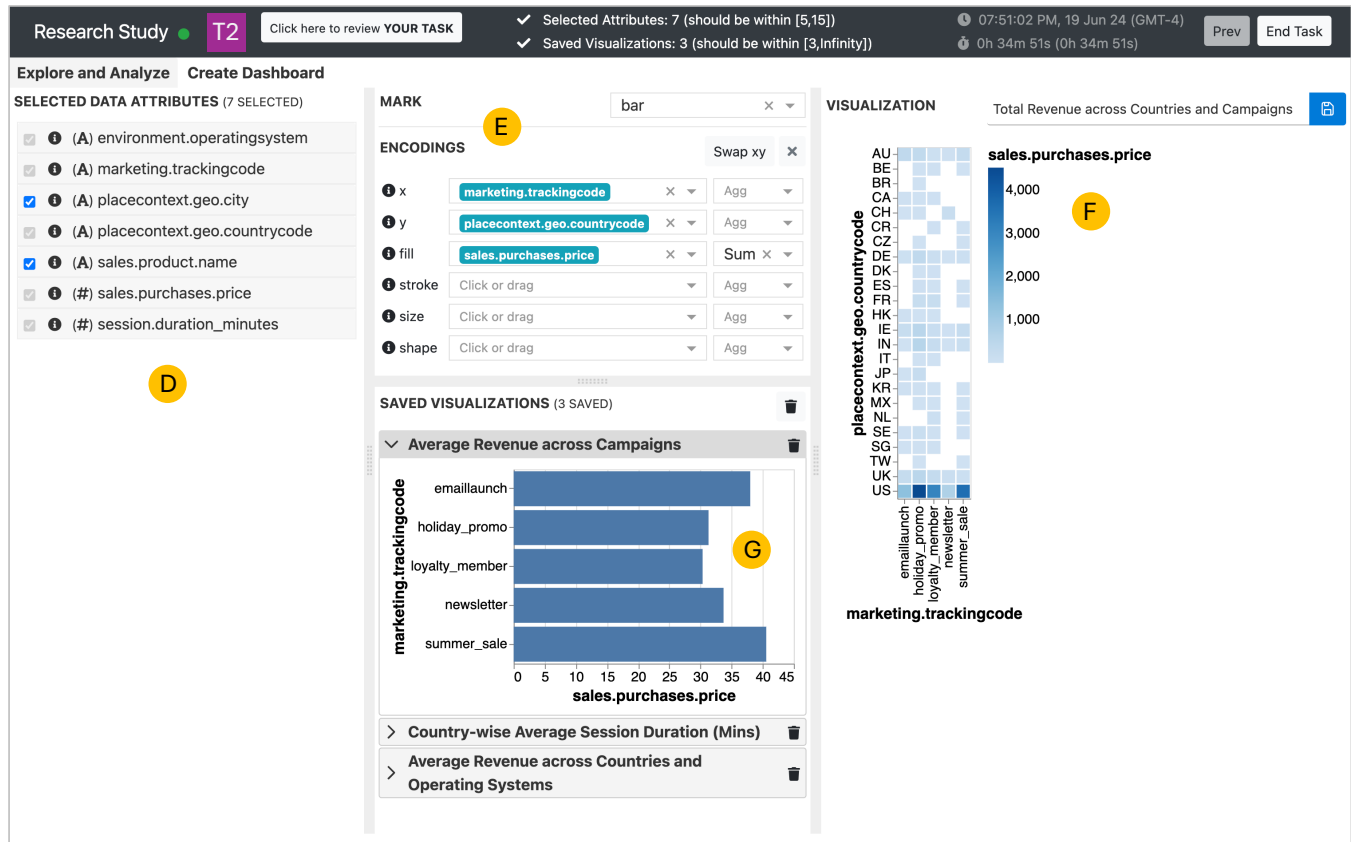 Research Study
T2
Click here to review YOUR TASK
Selected Attributes: 7 (should be within [5,15])
Saved Visualizations: 3 (should be within [3,Infinity])
07:51:02 PM, 19 Jun 24 (GMT-4)
0h 34m 51s (0h 34m 51s)
Prev
End Task
Explore and Analyze
Create Dashboard
SELECTED DATA ATTRIBUTES (7 SELECTED)
(A) environment.operatingsystem
(A) marketing.trackingcode
(A) placecontext.geo.city
(A) placecontext.geo.countrycode
(A) sales.product.name
(#) sales.purchases.price
(#) session.duration_minutes
D
MARK
bar
E
ENCODINGS
Swap xy
x marketing.trackingcode Agg
y placecontext.geo.countrycode Agg
fill sales.purchases.price Sum
stroke Click or drag Agg
size Click or drag Agg
shape Click or drag Agg
SAVED VISUALIZATIONS (3 SAVED)
Average Revenue across Campaigns
marketing.trackingcode
emaillaunch
holiday_promo
loyalty_member
newsletter
summer_sale
0 5 10 15 20 25 30 35 40 45
sales.purchases.price
G
Country-wise Average Session Duration (Mins)
Average Revenue across Countries and
Operating Systems
VISUALIZATION
Total Revenue across Countries and Campaigns
placecontext.geo.countrycode
AU
BE
BR
CA
CH
CR
CZ
DE
DK
ES
FR
HK
IE
IN
IT
JP
KR
MX
NL
SE
SG
TW
UK
US
emaillaunch
holiday_promo
loyalty_member
newsletter
summer_sale
marketing.trackingcode
sales.purchases.price
4,000
3,000
2,000
1,000
F